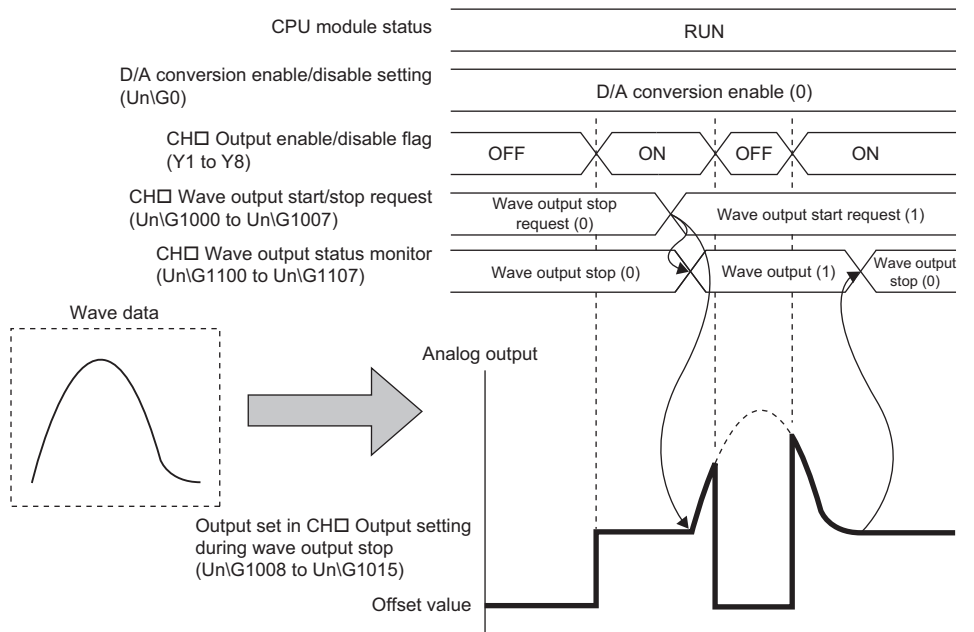 CPU module status
RUN
D/A conversion enable/disable setting
(Un\G0)
D/A conversion enable (0)
CH□ Output enable/disable flag
(Y1 to Y8)
OFF
ON
OFF
ON
CH□ Wave output start/stop request
(Un\G1000 to Un\G1007)
Wave output stop
request (0)
Wave output start request (1)
CH□ Wave output status monitor
(Un\G1100 to Un\G1107)
Wave output stop (0)
Wave output (1)
Wave output
stop (0)
Wave data
Analog output
Output set in CH□ Output setting
during wave output stop
(Un\G1008 to Un\G1015)
Offset value